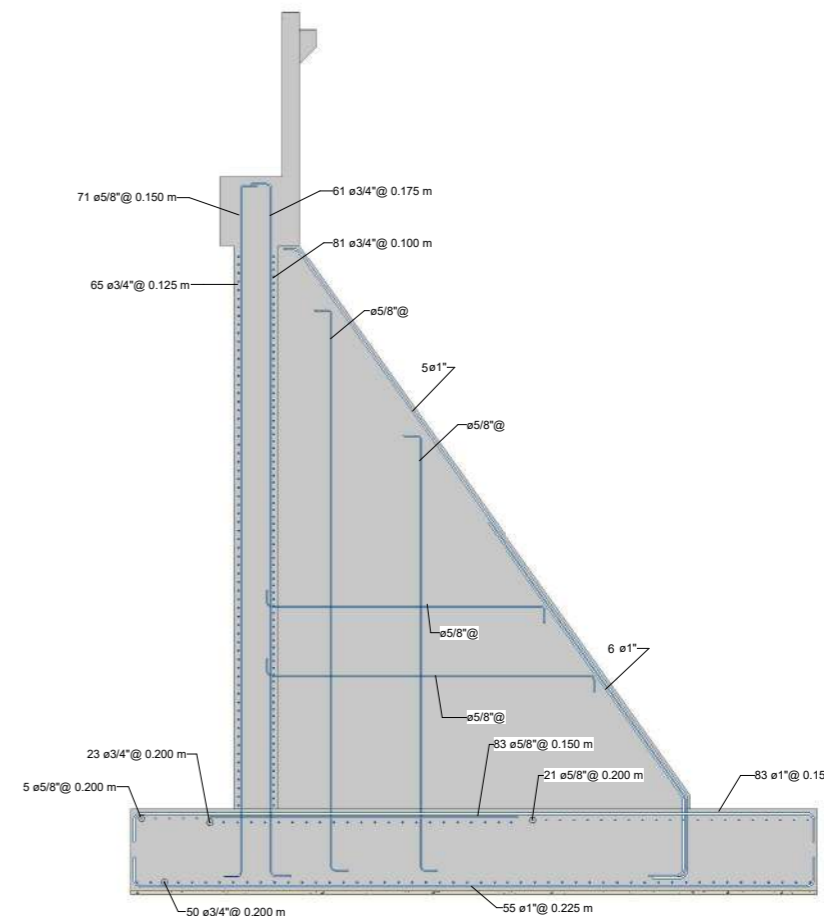 71 ø5/8"@ 0.150 m
61 ø3/4"@ 0.175 m
81 ø3/4"@ 0.100 m
65 ø3/4"@ 0.125 m
ø5/8"@
5ø1"
ø5/8"@
ø5/8"@
6 ø1"
ø5/8"@
83 ø5/8"@ 0.150 m
23 ø3/4"@ 0.200 m
21 ø5/8"@ 0.200 m
83 ø1"@ 0.15
5 ø5/8"@ 0.200 m
50 ø3/4"@ 0.200 m
55 ø1"@ 0.225 m